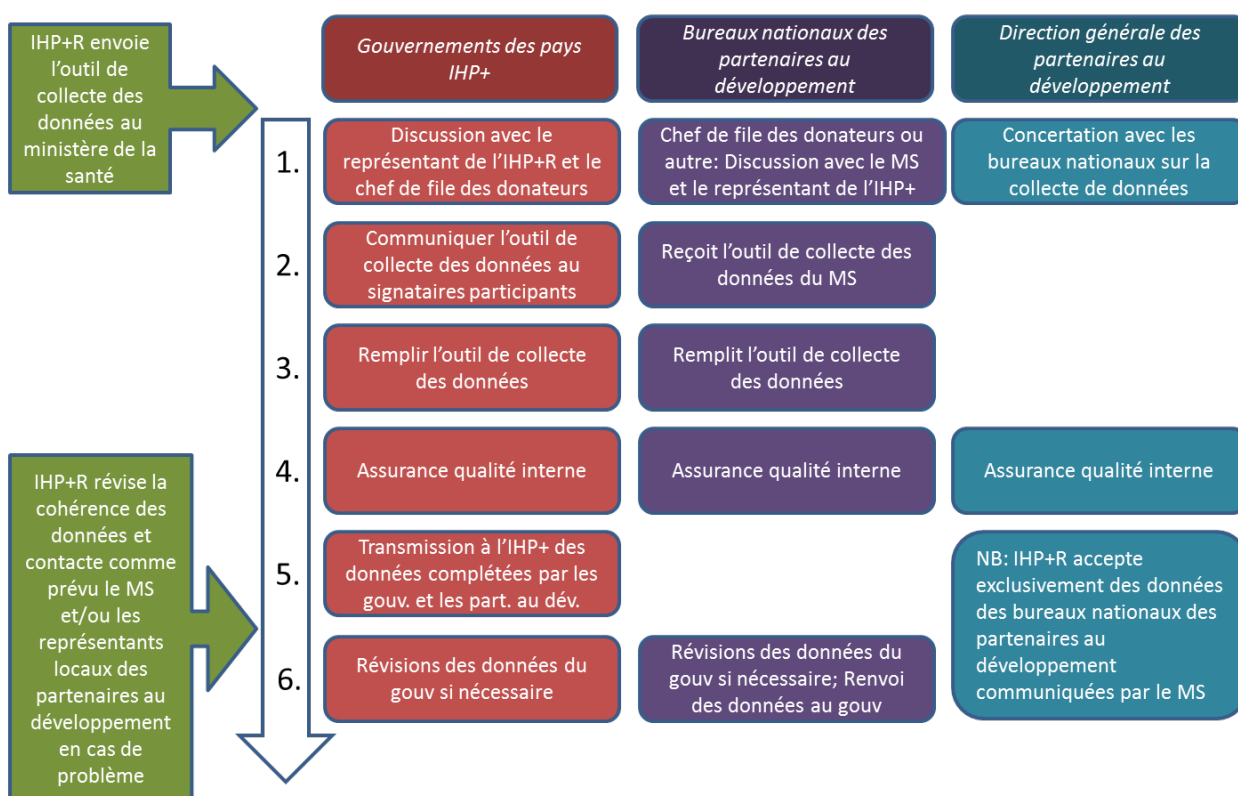 IHP+R envoie
l'outil de
collecte des
données au
ministère de la
santé
Gouvernements des pays
IHP+
Bureaux nationaux des
partenaires au
développement
Direction générale des
partenaires au
développement
1.
Discussion avec le
représentant de l'IHP+R et le
chef de file des donateurs
Chef de file des donateurs ou
autre: Discussion avec le MS
et le représentant de l'IHP+
Concertation avec les
bureaux nationaux sur la
collecte de données
2.
Communiquer l'outil de
collecte des données au
signataires participants
Reçoit l'outil de collecte des
données du MS
3.
Remplir l'outil de collecte
des données
Remplit l'outil de collecte
des données
4.
Assurance qualité interne
Assurance qualité interne
Assurance qualité interne
IHP+R révise la
cohérence des
données et
contacte comme
prévu le MS
et/ou les
représentants
locaux des
partenaires au
développement
en cas de
problème
5.
Transmission à l'IHP+ des
données complétées par les
gouv. et les part. au dév.
NB: IHP+R accepte
exclusivement des données
des bureaux nationaux des
partenaires au
développement
communiquées par le MS
6.
Révisions des données du
gouv si nécessaire
Révisions des données du
gouv si nécessaire; Renvoi
des données au gouv